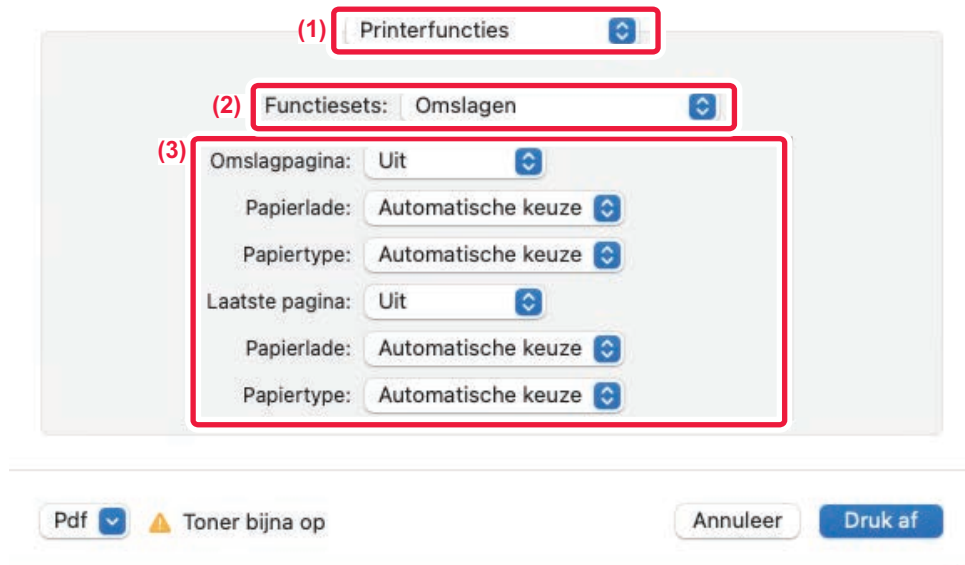 (1) Printerfuncties
(2) Functiesets: Omslagen
(3)
Omslagpagina: Uit
Papierlade: Automatische keuze
Papiertype: Automatische keuze
Laatste pagina: Uit
Papierlade: Automatische keuze
Papiertype: Automatische keuze
Pdf Toner bijna op Annuleer Druk af